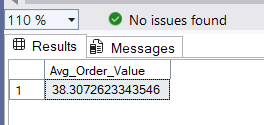 110 %
No issues found
Results
Messages
Avg_Order_Value
1
38.3072623343546